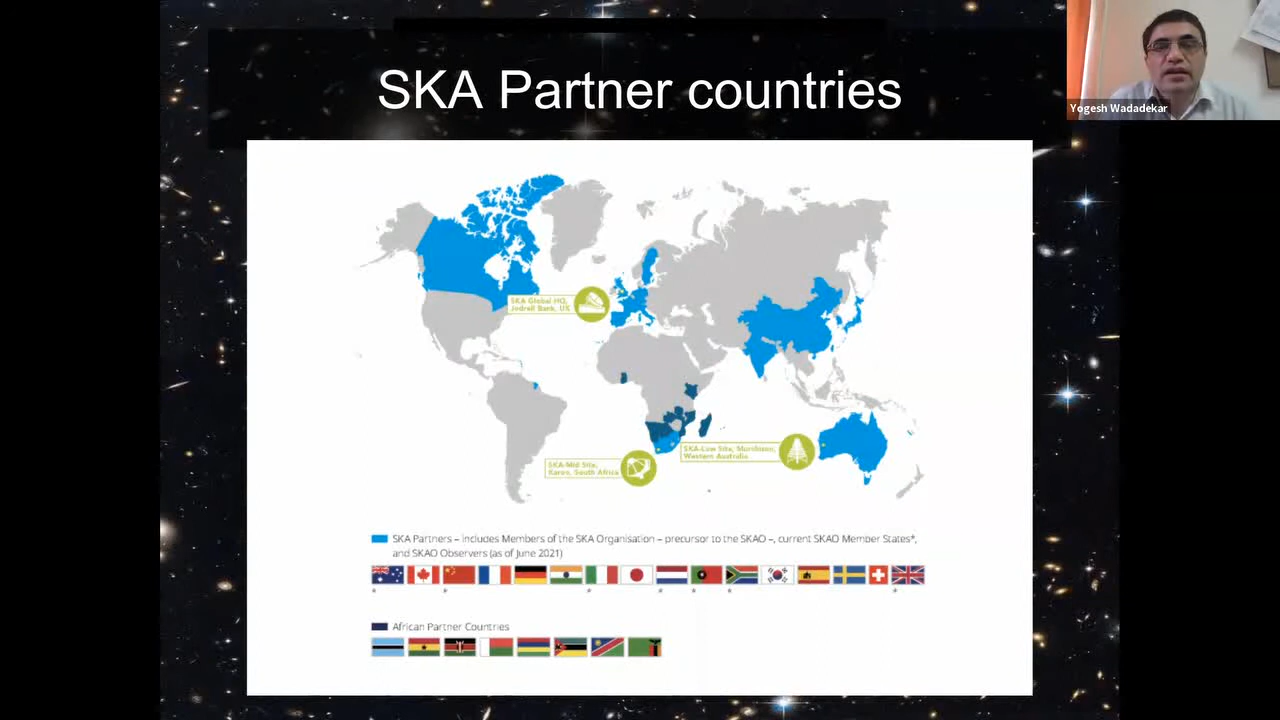 SKA Partner countries
Yogesh Wadadekar
SKA Global HQ,
Jodrell Bank, UK
SKA-Low Site, Murchison,
Western Australia
SKA-Mid Site,
Karoo, South Africa
SKA Partners – includes Members of the SKA Organisation – precursor to the SKAO –, current SKAO Member States*,
and SKAO Observers (as of June 2021)
* * * * * * *
African Partner Countries